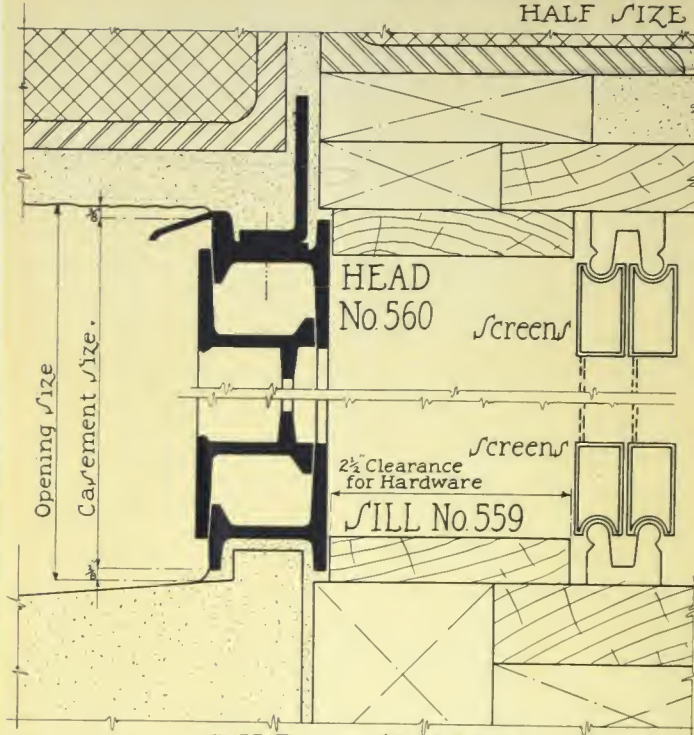 HALF SIZE
HEAD
No. 560
Screens
Opening Size
Casement Size.
Screens
2½" Clearance
for Hardware
SILL No. 559